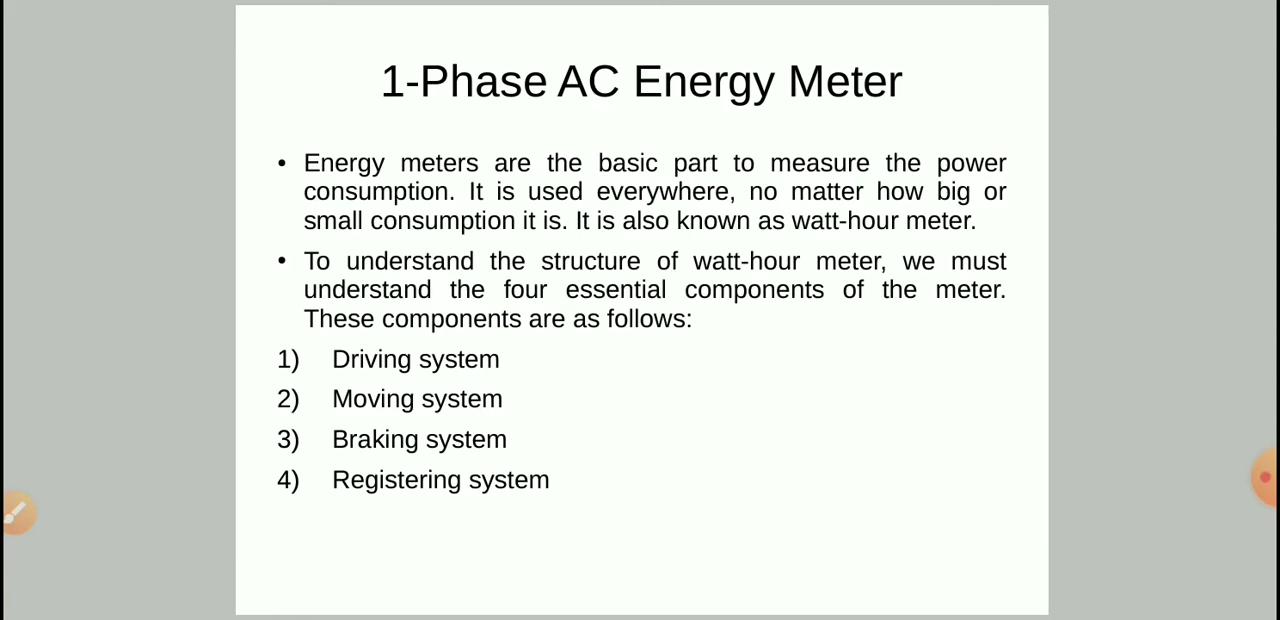 1-Phase AC Energy Meter
• Energy meters are the basic part to measure the power
consumption. It is used everywhere, no matter how big or
small consumption it is. It is also known as watt-hour meter.
• To understand the structure of watt-hour meter, we must
understand the four essential components of the meter.
These components are as follows:
1) Driving system
2) Moving system
3) Braking system
4) Registering system